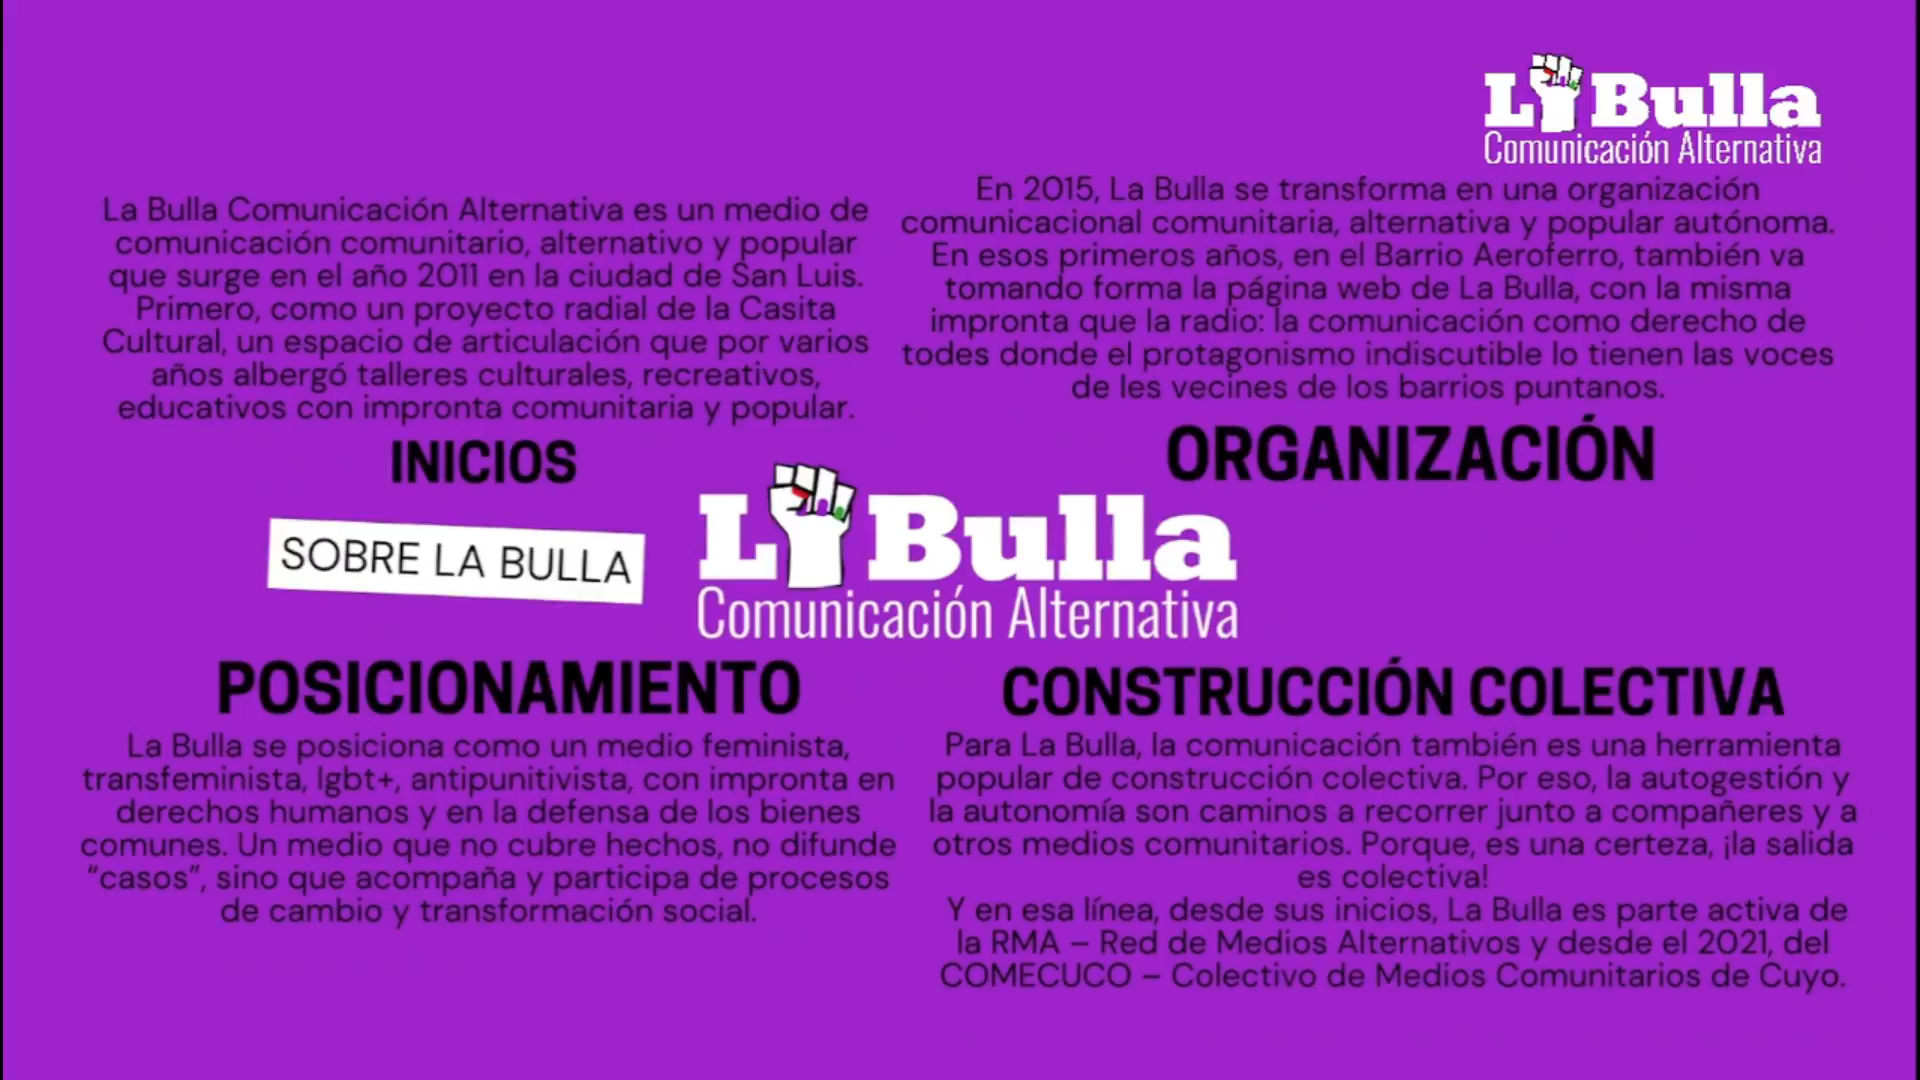 La Bulla
Comunicación Alternativa
La Bulla Comunicación Alternativa es un medio de
comunicación comunitario, alternativo y popular
que surge en el año 2011 en la ciudad de San Luis.
Primero, como un proyecto radial de la Casita
Cultural, un espacio de articulación que por varios
años albergó talleres culturales, recreativos,
educativos con impronta comunitaria y popular.
INICIOS
En 2015, La Bulla se transforma en una organización
comunicacional comunitaria, alternativa y popular autónoma.
En esos primeros años, en el Barrio Aeroferro, también va
tomando forma la página web de La Bulla, con la misma
impronta que la radio: la comunicación como derecho de
todes donde el protagonismo indiscutible lo tienen las voces
de les vecines de los barrios puntanos.
ORGANIZACIÓN
SOBRE LA BULLA
La Bulla
Comunicación Alternativa
POSICIONAMIENTO
La Bulla se posiciona como un medio feminista,
transfeminista, lgbt+, antipunitivista, con impronta en
derechos humanos y en la defensa de los bienes
comunes. Un medio que no cubre hechos, no difunde
“casos”, sino que acompaña y participa de procesos
de cambio y transformación social.
CONSTRUCCIÓN COLECTIVA
Para La Bulla, la comunicación también es una herramienta
popular de construcción colectiva. Por eso, la autogestión y
la autonomía son caminos a recorrer junto a compañeres y a
otros medios comunitarios. Porque, es una certeza, ¡la salida
es colectiva!
Y en esa línea, desde sus inicios, La Bulla es parte activa de
la RMA – Red de Medios Alternativos y desde el 2021, del
COMECUCO – Colectivo de Medios Comunitarios de Cuyo.